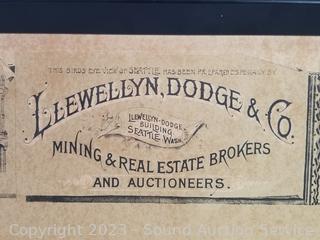 THIS BIRDS EYE VIEW OF SEATTLE HAS BEEN PREPARED ESPECIALLY BY
LLEWELLYN, DODGE & CO.
LLEWELLYN-DODGE
BUILDING
SEATTLE WASH.
MINING & REAL ESTATE BROKERS
AND AUCTIONEERS.
Copyright 2023 - Sound Auction Service